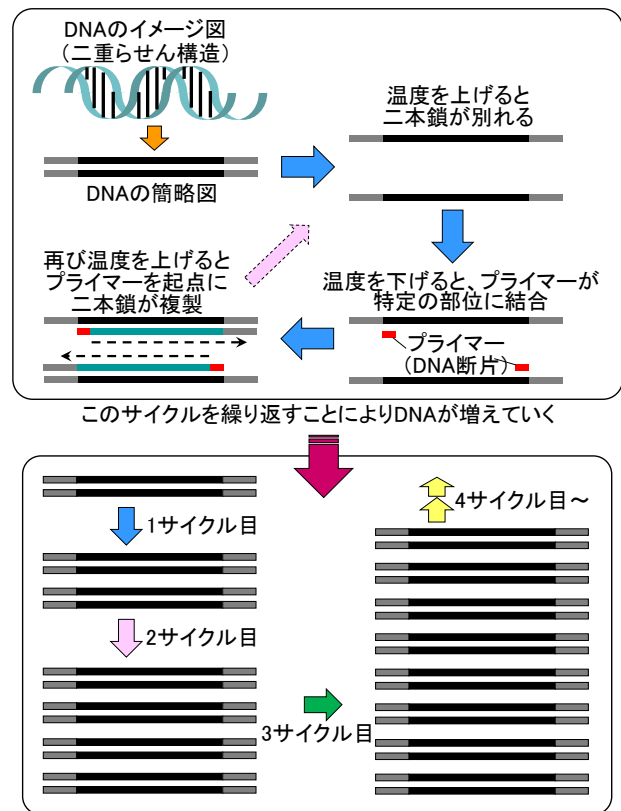 DNAのイメージ図
(二重らせん構造)
DNAの簡略図
温度を上げると
二本鎖が別れる
温度を下げると、プライマーが
特定の部位に結合
プライマー
(DNA断片)
再び温度を上げると
プライマーを起点に
二本鎖が複製
このサイクルを繰り返すことによりDNAが増えていく
1サイクル目
2サイクル目
3サイクル目
4サイクル目～